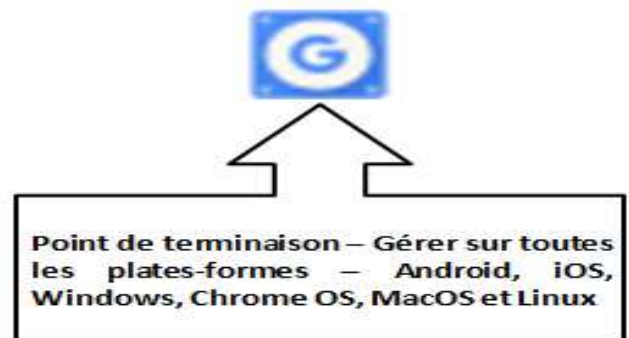 G
Point de terminaison – Gérer sur toutes
les plates-formes – Android, iOS,
Windows, Chrome OS, MacOS et Linux